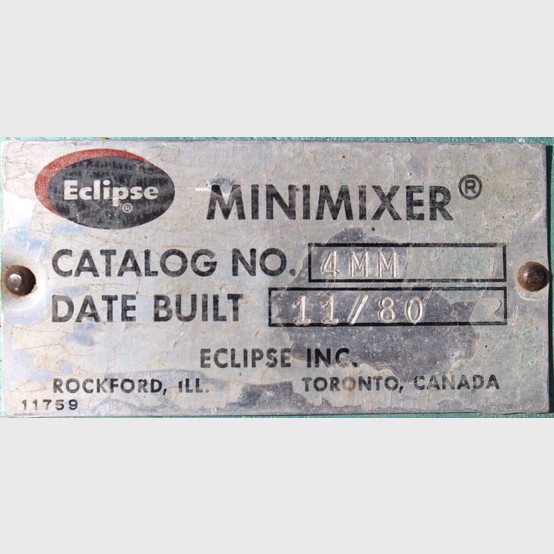 Eclipse ®
MINIMIXER®
CATALOG NO. 4MM
DATE BUILT 11/80
ECLIPSE INC.
ROCKFORD, ILL. TORONTO, CANADA
11759